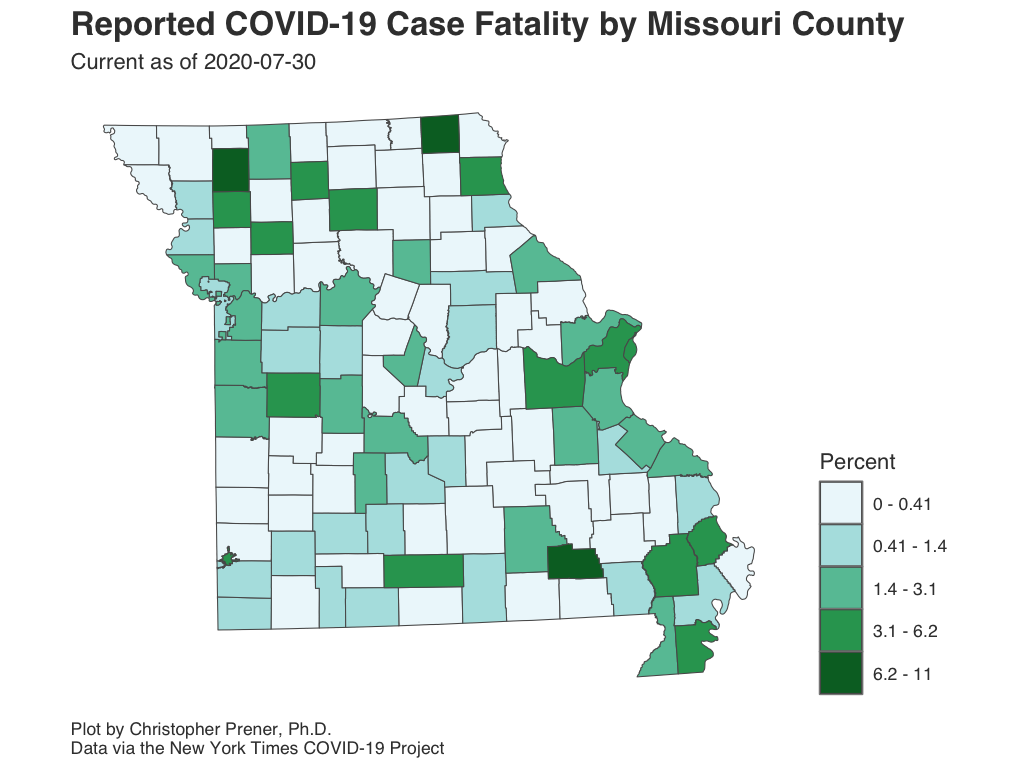 Reported COVID-19 Case Fatality by Missouri County
Current as of 2020-07-30
Percent
0 - 0.41
0.41 - 1.4
1.4 - 3.1
3.1 - 6.2
6.2 - 11
Plot by Christopher Prener, Ph.D.
Data via the New York Times COVID-19 Project